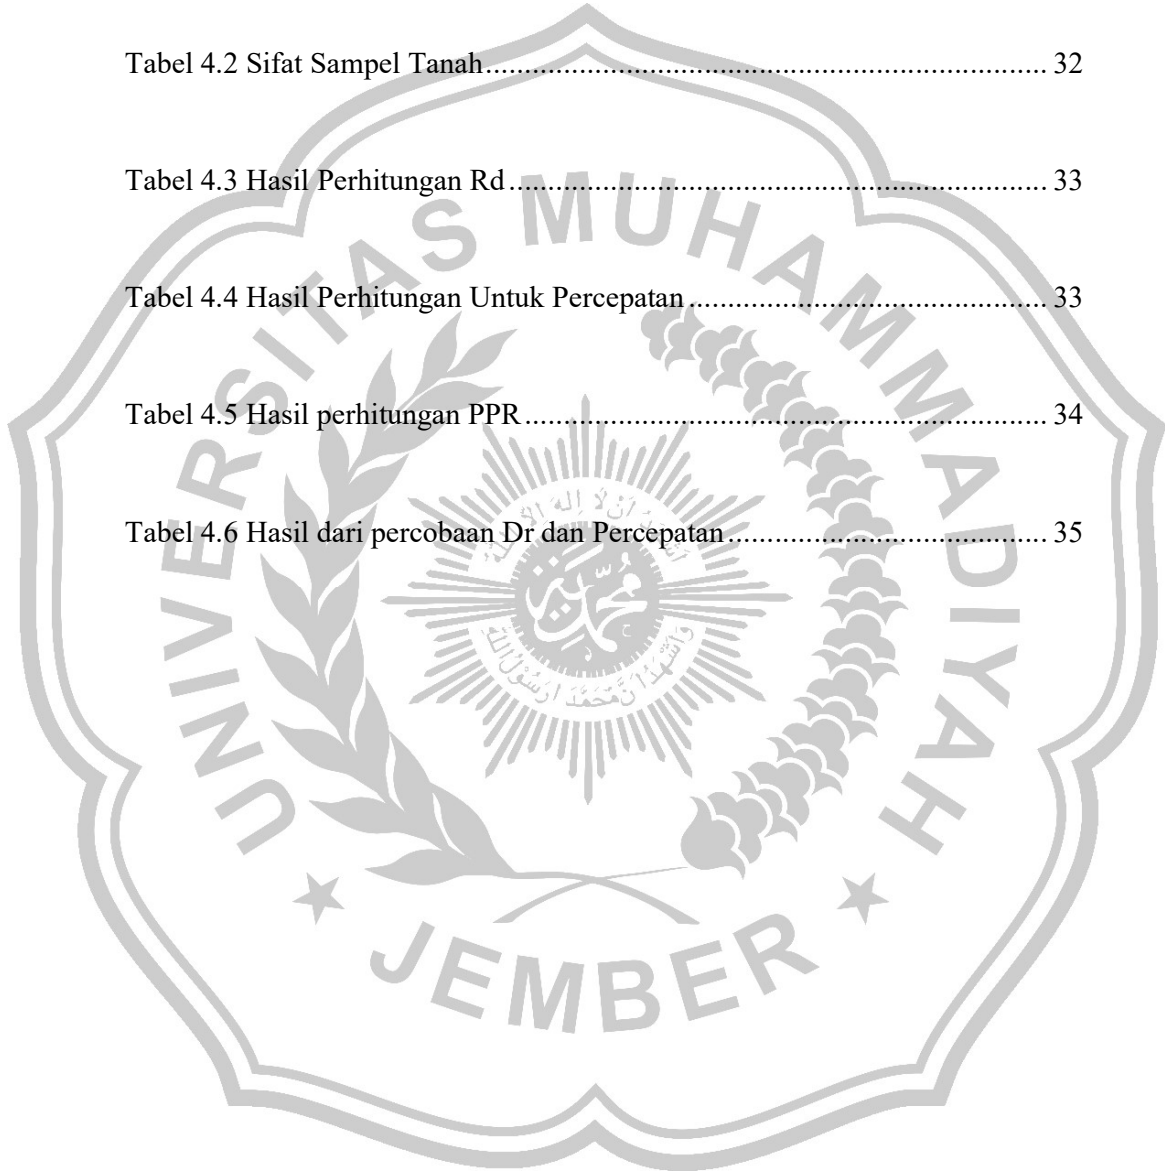 Tabel 4.2 Sifat Sampel Tanah........................................................................ 32
Tabel 4.3 Hasil Perhitungan Rd..................................................................... 33
Tabel 4.4 Hasil Perhitungan Untuk Percepatan.............................................. 33
Tabel 4.5 Hasil perhitungan PPR................................................................... 34
Tabel 4.6 Hasil dari percobaan Dr dan Percepatan......................................... 35
UNIVERSITAS MUHAMMADIYAH
JEMBER